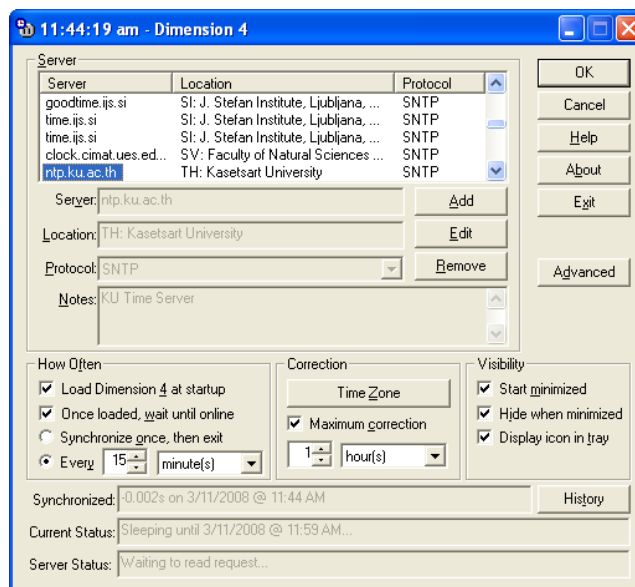 11:44:19 am - Dimension 4
Server
Server Location Protocol
goodtime.ijs.si SI: J. Stefan Institute, Ljubljana, ... SNTP
time.ijs.si SI: J. Stefan Institute, Ljubljana, ... SNTP
time.ijs.si SI: J. Stefan Institute, Ljubljana, ... SNTP
clock.cimat.ues.ed... SV: Faculty of Natural Sciences ... SNTP
ntp.ku.ac.th TH: Kasetsart University SNTP
Server: ntp.ku.ac.th Add
Location: TH: Kasetsart University Edit
Protocol: SNTP Remove
Notes: KU Time Server
OK
Cancel
Help
About
Exit
Advanced
How Often
Load Dimension 4 at startup
Once loaded, wait until online
Synchronize once, then exit
Every 15 minute(s)
Correction
Time Zone
Maximum correction
1 hour(s)
Visibility
Start minimized
Hide when minimized
Display icon in tray
Synchronized: -0.002s on 3/11/2008 @ 11:44 AM History
Current Status: Sleeping until 3/11/2008 @ 11:59 AM...
Server Status: Waiting to read request...